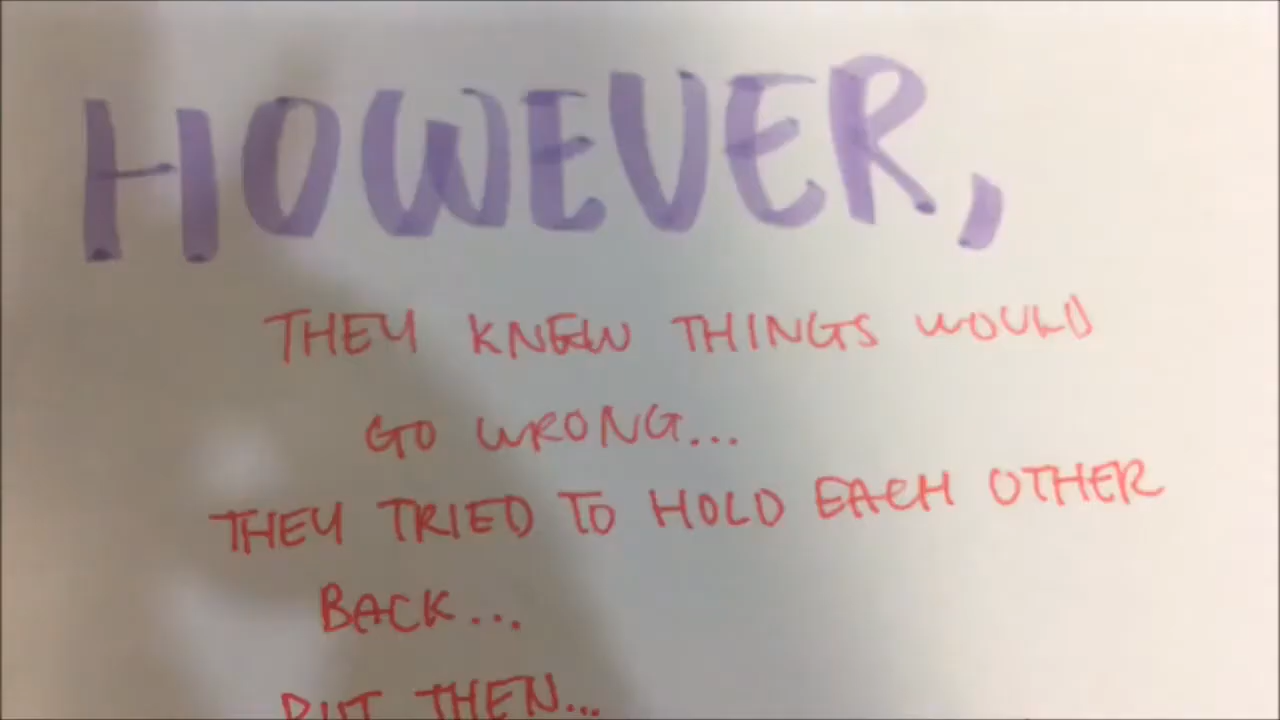 HOWEVER,
THEY KNEW THINGS WOULD
GO WRONG...
THEY TRIED TO HOLD EACH OTHER
BACK...
BUT THEN...